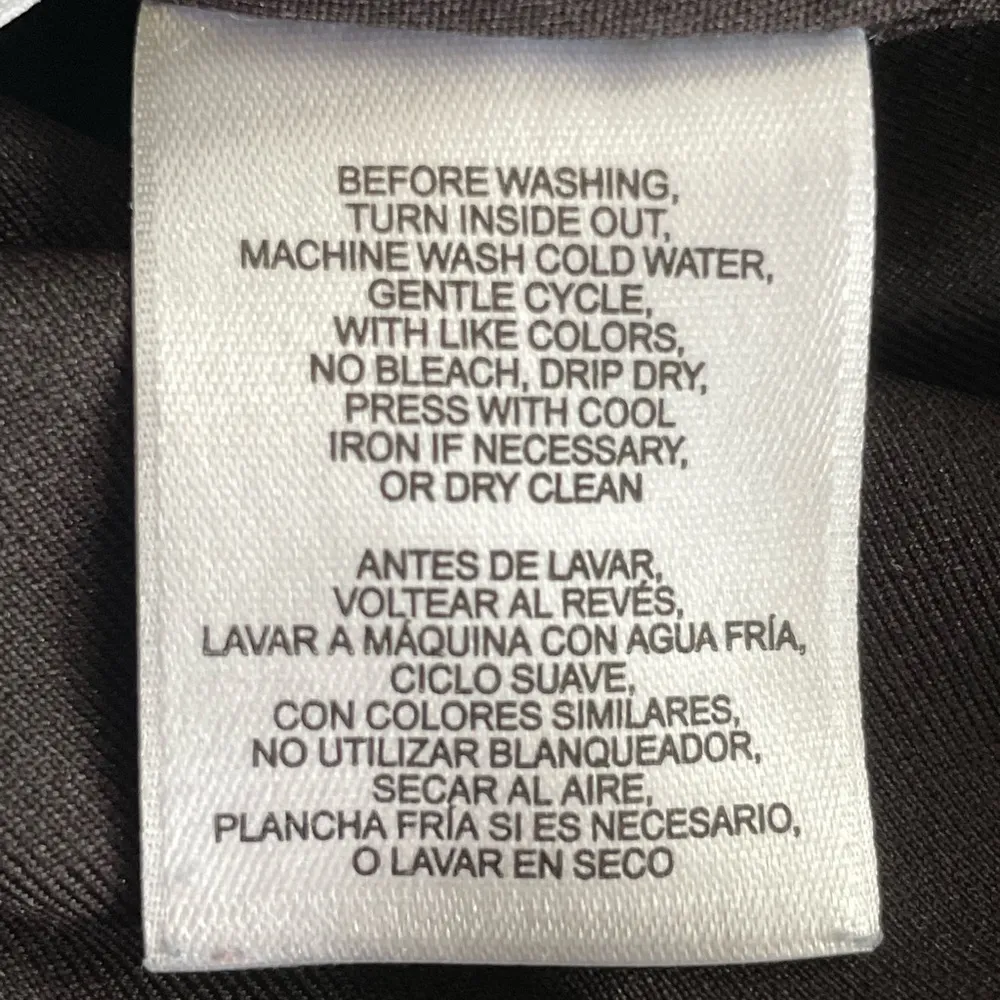 BEFORE WASHING,
TURN INSIDE OUT,
MACHINE WASH COLD WATER,
GENTLE CYCLE,
WITH LIKE COLORS,
NO BLEACH, DRIP DRY,
PRESS WITH COOL
IRON IF NECESSARY,
OR DRY CLEAN
ANTES DE LAVAR,
VOLTEAR AL REVÉS,
LAVAR A MÁQUINA CON AGUA FRÍA,
CICLO SUAVE,
CON COLORES SIMILARES,
NO UTILIZAR BLANQUEADOR,
SECAR AL AIRE,
PLANCHA FRÍA SI ES NECESARIO,
O LAVAR EN SECO